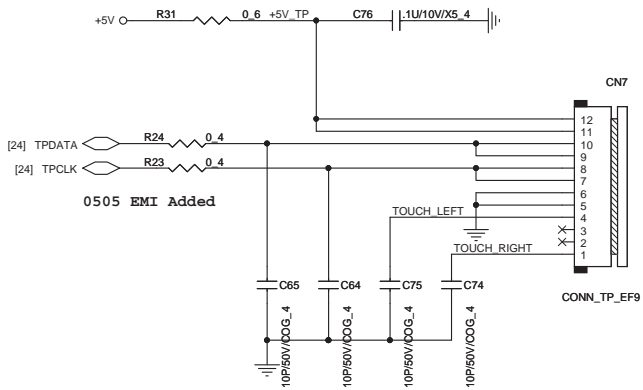 +5V R31 0_6 +5V_TP C76 .1U/10V/X5_4
CN7
12
11
[24] TPDATA R24 0_4 10
9
[24] TPCLK R23 0_4 8
7
6
0505 EMI Added
5
TOUCH_LEFT 4
3
2
TOUCH_RIGHT 1
C65 C64 C75 C74
CONN_TP_EF9
10P/50V/COG_4
10P/50V/COG_4
10P/50V/COG_4
10P/50V/COG_4